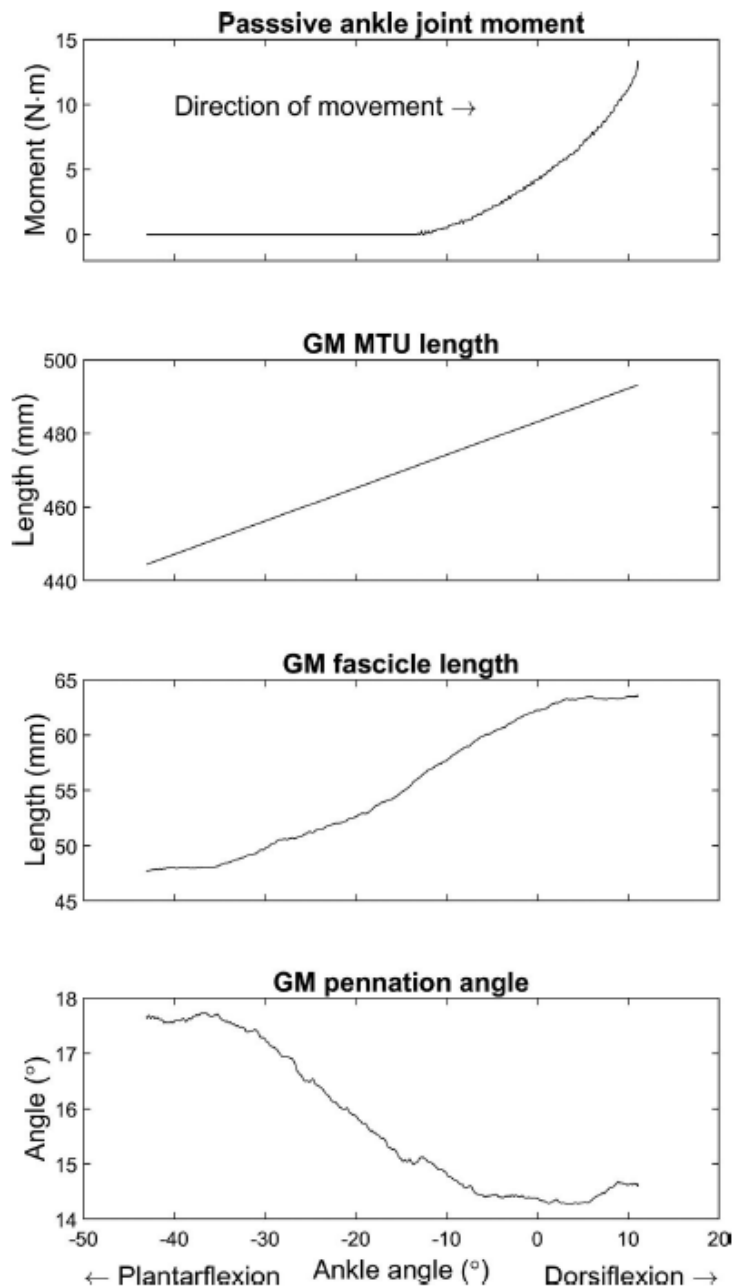 Passsive ankle joint moment
15
10
5
0
Moment (N·m)
Direction of movement →
GM MTU length
500
480
460
440
Length (mm)
GM fascicle length
65
60
55
50
45
Length (mm)
GM pennation angle
18
17
16
15
14
Angle (°)
-50 -40 -30 -20 -10 0 10 20
← Plantarflexion Ankle angle (°) Dorsiflexion →